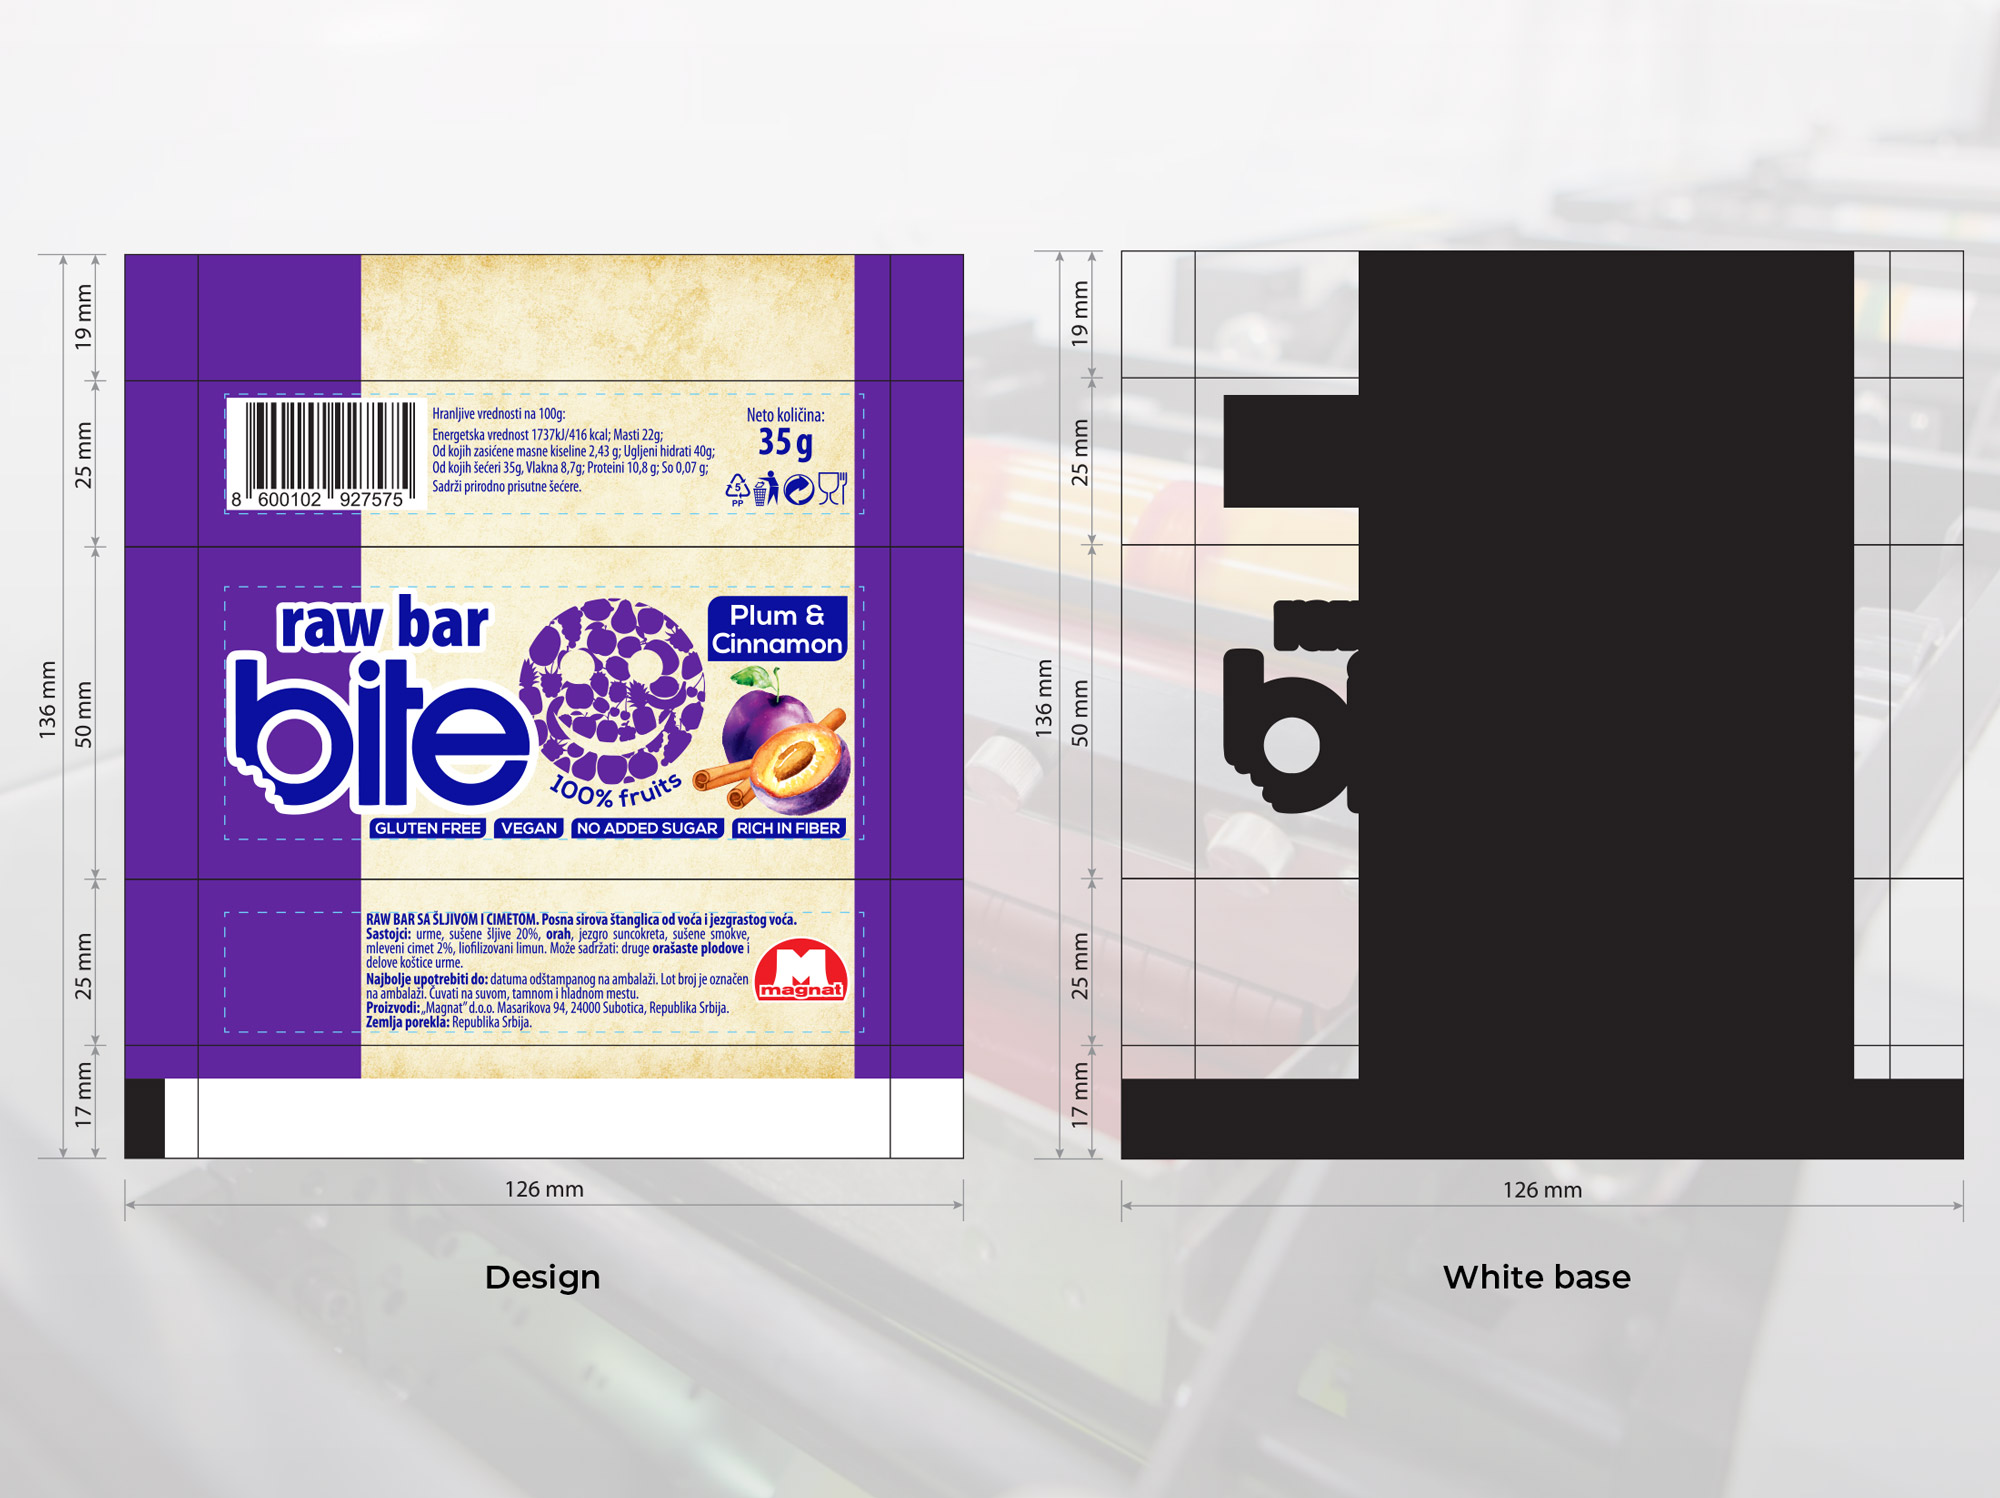 19 mm
25 mm
50 mm
25 mm
17 mm
136 mm
126 mm
8 600102 927575
Hranljive vrednosti na 100g:
Energetska vrednost 1737kJ/416 kcal; Masti 22g;
Od kojih zasićene masne kiseline 2,43 g; Ugljeni hidrati 40g;
Od kojih šećeri 35g, Vlakna 8,7g; Proteini 10,8 g; So 0,07 g;
Sadrži prirodno prisutne šećere.
Neto količina:
35 g
5
PP
raw bar
bite
100% fruits
Plum &
Cinnamon
GLUTEN FREE
VEGAN
NO ADDED SUGAR
RICH IN FIBER
RAW BAR SA ŠLJIVOM I CIMETOM. Posna sirova štanglica od voća i jezgrastog voća.
Sastojci: urme, sušene šljive 20%, orah, jezgro suncokreta, sušene smokve,
mleveni cimet 2%, liofilizovani limun. Može sadržati: druge orašaste plodove i
delove koštice urme.
Najbolje upotrebiti do: datuma odštampanog na ambalaži. Lot broj je označen
na ambalaži. Čuvati na suvom, tamnom i hladnom mestu.
Proizvodi: „Magnat" d.o.o. Masarikova 94, 24000 Subotica, Republika Srbija.
Zemlja porekla: Republika Srbija.
M
magnat
Design
19 mm
25 mm
50 mm
25 mm
17 mm
136 mm
126 mm
White base